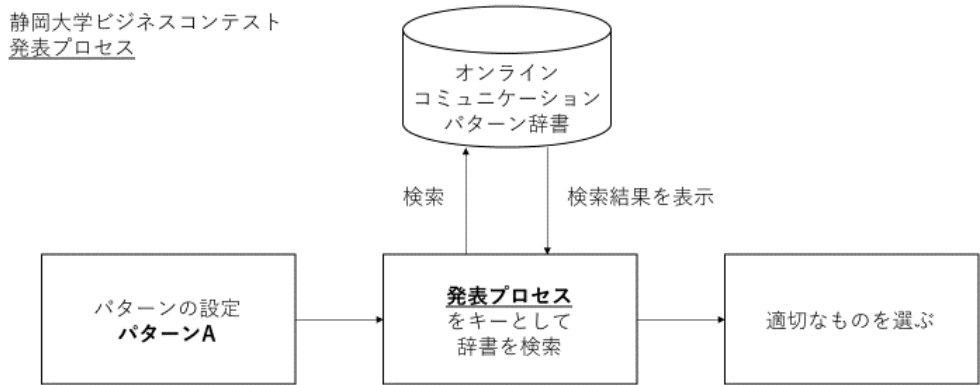 静岡大学ビジネスコンテスト
発表プロセス
オンライン
コミュニケーション
パターン辞書
検索
検索結果を表示
パターンの設定
パターンA
発表プロセス
をキーとして
辞書を検索
適切なものを選ぶ